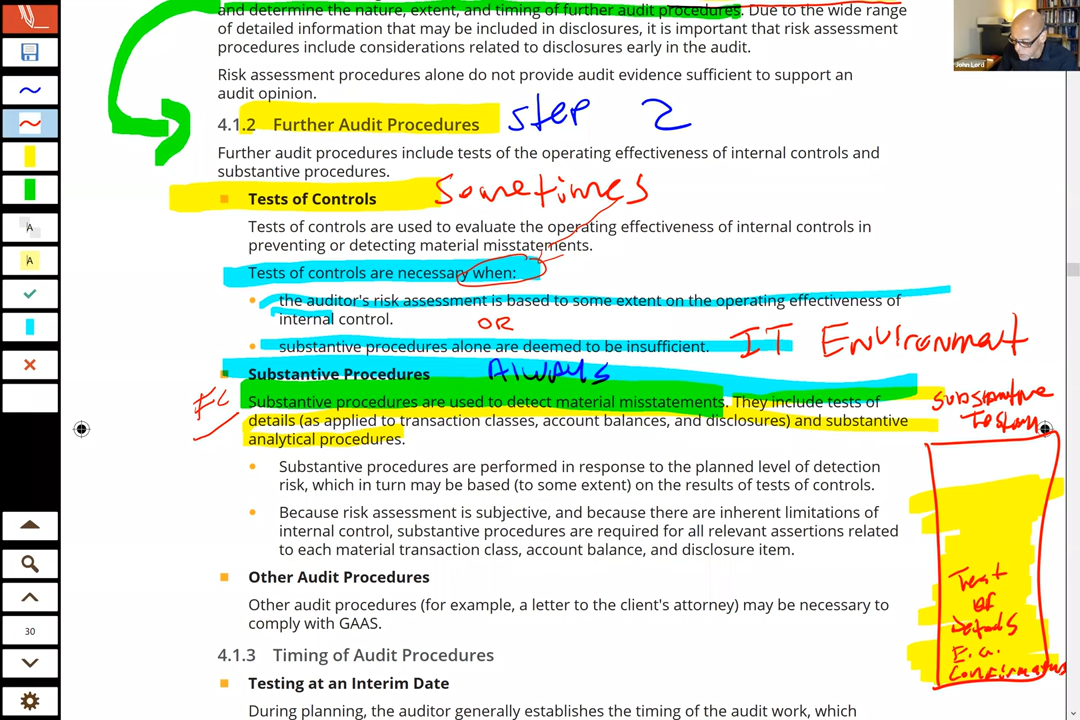 and determine the nature, extent, and timing of further audit procedures. Due to the wide range
of detailed information that may be included in disclosures, it is important that risk assessment
procedures include considerations related to disclosures early in the audit.
Risk assessment procedures alone do not provide audit evidence sufficient to support an
audit opinion.
4.1.2 Further Audit Procedures step 2
Further audit procedures include tests of the operating effectiveness of internal controls and
substantive procedures.
Tests of Controls Sometimes
Tests of controls are used to evaluate the operating effectiveness of internal controls in
preventing or detecting material misstatements.
Tests of controls are necessary when:
the auditor's risk assessment is based to some extent on the operating effectiveness of
internal control.
OR
substantive procedures alone are deemed to be insufficient. IT
Substantive Procedures Always
Substantive procedures are used to detect material misstatements. They include tests of
details (as applied to transaction classes, account balances, and disclosures) and substantive
analytical procedures.
Substantive procedures are performed in response to the planned level of detection
risk, which in turn may be based (to some extent) on the results of tests of controls.
Because risk assessment is subjective, and because there are inherent limitations of
internal control, substantive procedures are required for all relevant assertions related
to each material transaction class, account balance, and disclosure item.
Other Audit Procedures
Other audit procedures (for example, a letter to the client's attorney) may be necessary to
comply with GAAS.
4.1.3 Timing of Audit Procedures
Testing at an Interim Date
During planning, the auditor generally establishes the timing of the audit work, which
Substantive
Test
of
E.G.
John Lord
A
A
30